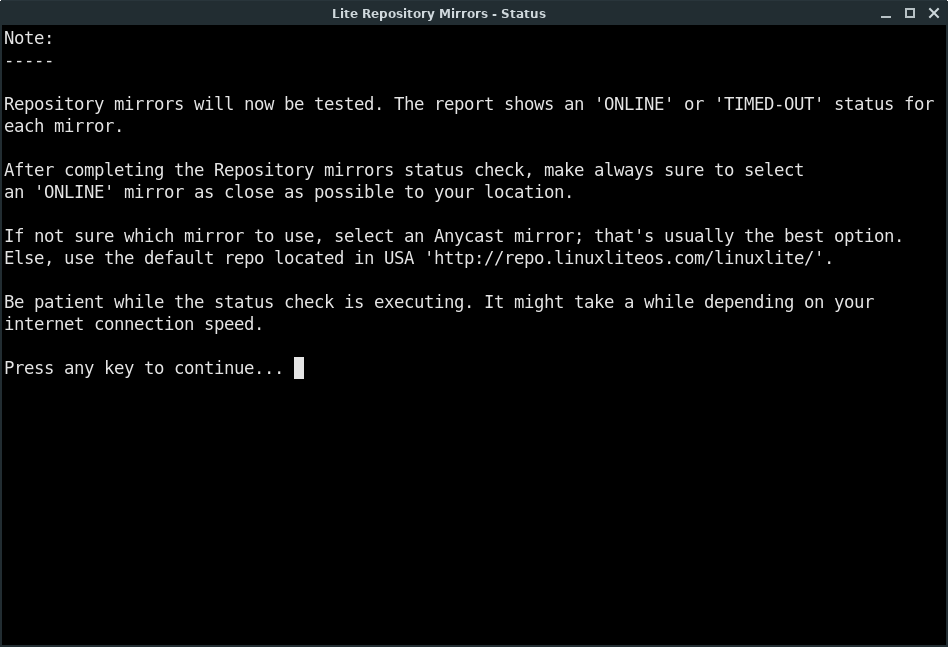 Lite Repository Mirrors - Status
Note:
-----
Repository mirrors will now be tested. The report shows an 'ONLINE' or 'TIMED-OUT' status for
each mirror.
After completing the Repository mirrors status check, make always sure to select
an 'ONLINE' mirror as close as possible to your location.
If not sure which mirror to use, select an Anycast mirror; that's usually the best option.
Else, use the default repo located in USA 'http://repo.linuxliteos.com/linuxlite/'.
Be patient while the status check is executing. It might take a while depending on your
internet connection speed.
Press any key to continue...